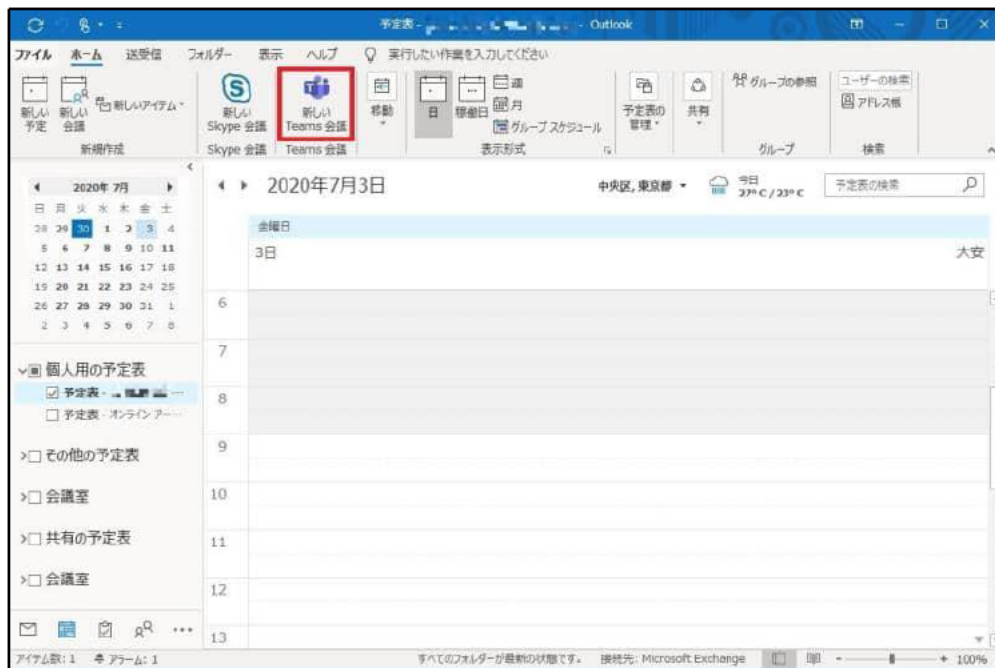 予定表 - - Outlook
ファイル ホーム 送受信 フォルダー 表示 ヘルプ 実行したい作業を入力してください
新しい予定
新しい会議
新しいアイテム
新規作成
新しい Skype 会議
Skype 会議
新しい Teams 会議
Teams 会議
移動
日
稼働日
週
月
グループ スケジュール
表示形式
予定表の管理
共有
グループの参照
グループ
ユーザーの検索
アドレス帳
検索
2020年 7月
日 月 火 水 木 金 土
28 29 30 1 2 3 4
5 6 7 8 9 10 11
12 13 14 15 16 17 18
19 20 21 22 23 24 25
26 27 28 29 30 31 1
2 3 4 5 6 7 8
個人用の予定表
予定表 - ...
予定表 - オンライン アー...
その他の予定表
会議室
共有の予定表
会議室
2020年7月3日
中央区, 東京都
今日
27° C / 23° C
予定表の検索
金曜日
3日 大安
6
7
8
9
10
11
12
13
アイテム数: 1 アラーム: 1
すべてのフォルダーが最新の状態です。 接続先: Microsoft Exchange
100%